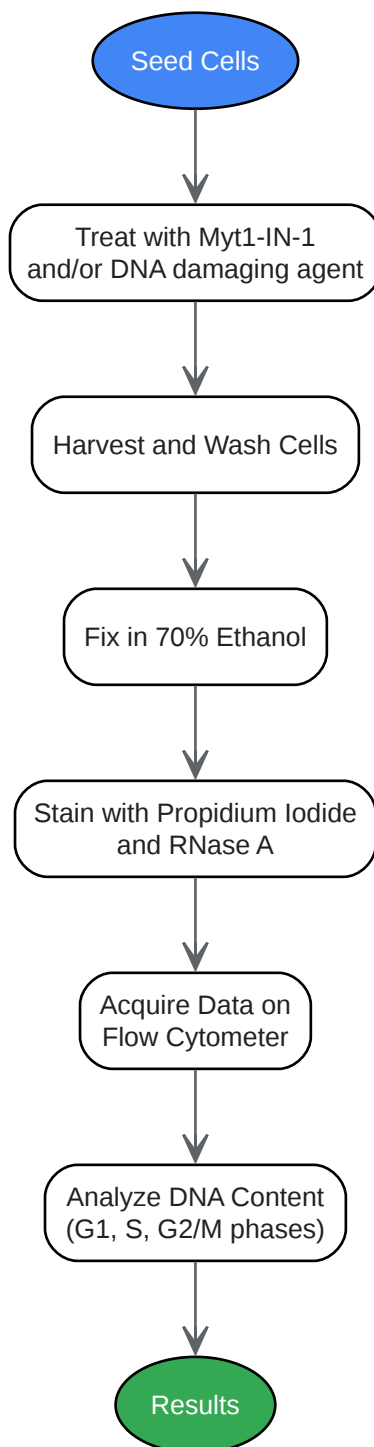 Seed Cells
Treat with Myt1-IN-1
and/or DNA damaging agent
Harvest and Wash Cells
Fix in 70% Ethanol
Stain with Propidium Iodide
and RNase A
Acquire Data on
Flow Cytometer
Analyze DNA Content
(G1, S, G2/M phases)
Results